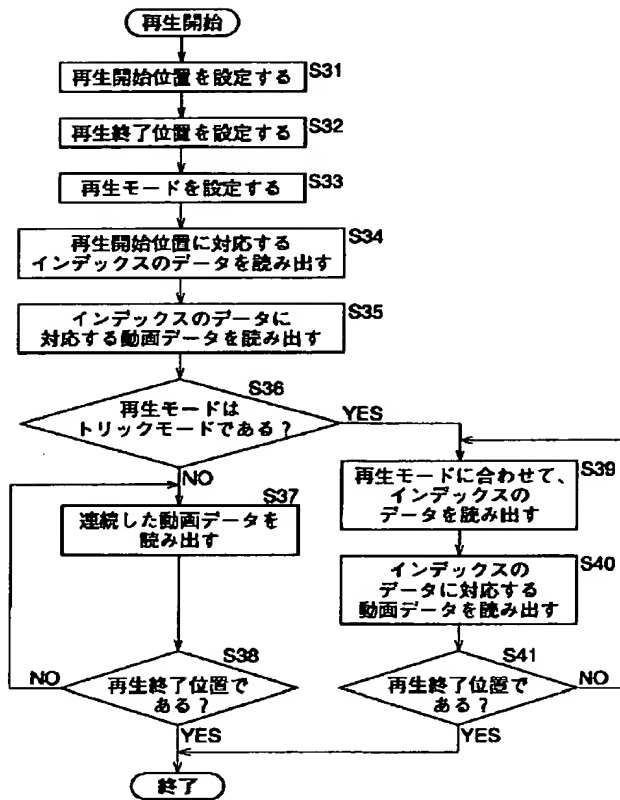 再生開始
再生開始位置を設定する
S31
再生終了位置を設定する
S32
再生モードを設定する
S33
再生開始位置に対応する
インデックスのデータを読み出す
S34
インデックスのデータに
対応する動画データを読み出す
S35
S36
再生モードは
トリックモードである?
YES
NO
S37
連続した動画データを
読み出す
S38
再生終了位置で
ある?
NO
YES
再生モードに合わせて、
インデックスの
データを読み出す
S39
インデックスの
データに対応する
動画データを読み出す
S40
S41
再生終了位置で
ある?
NO
YES
終了